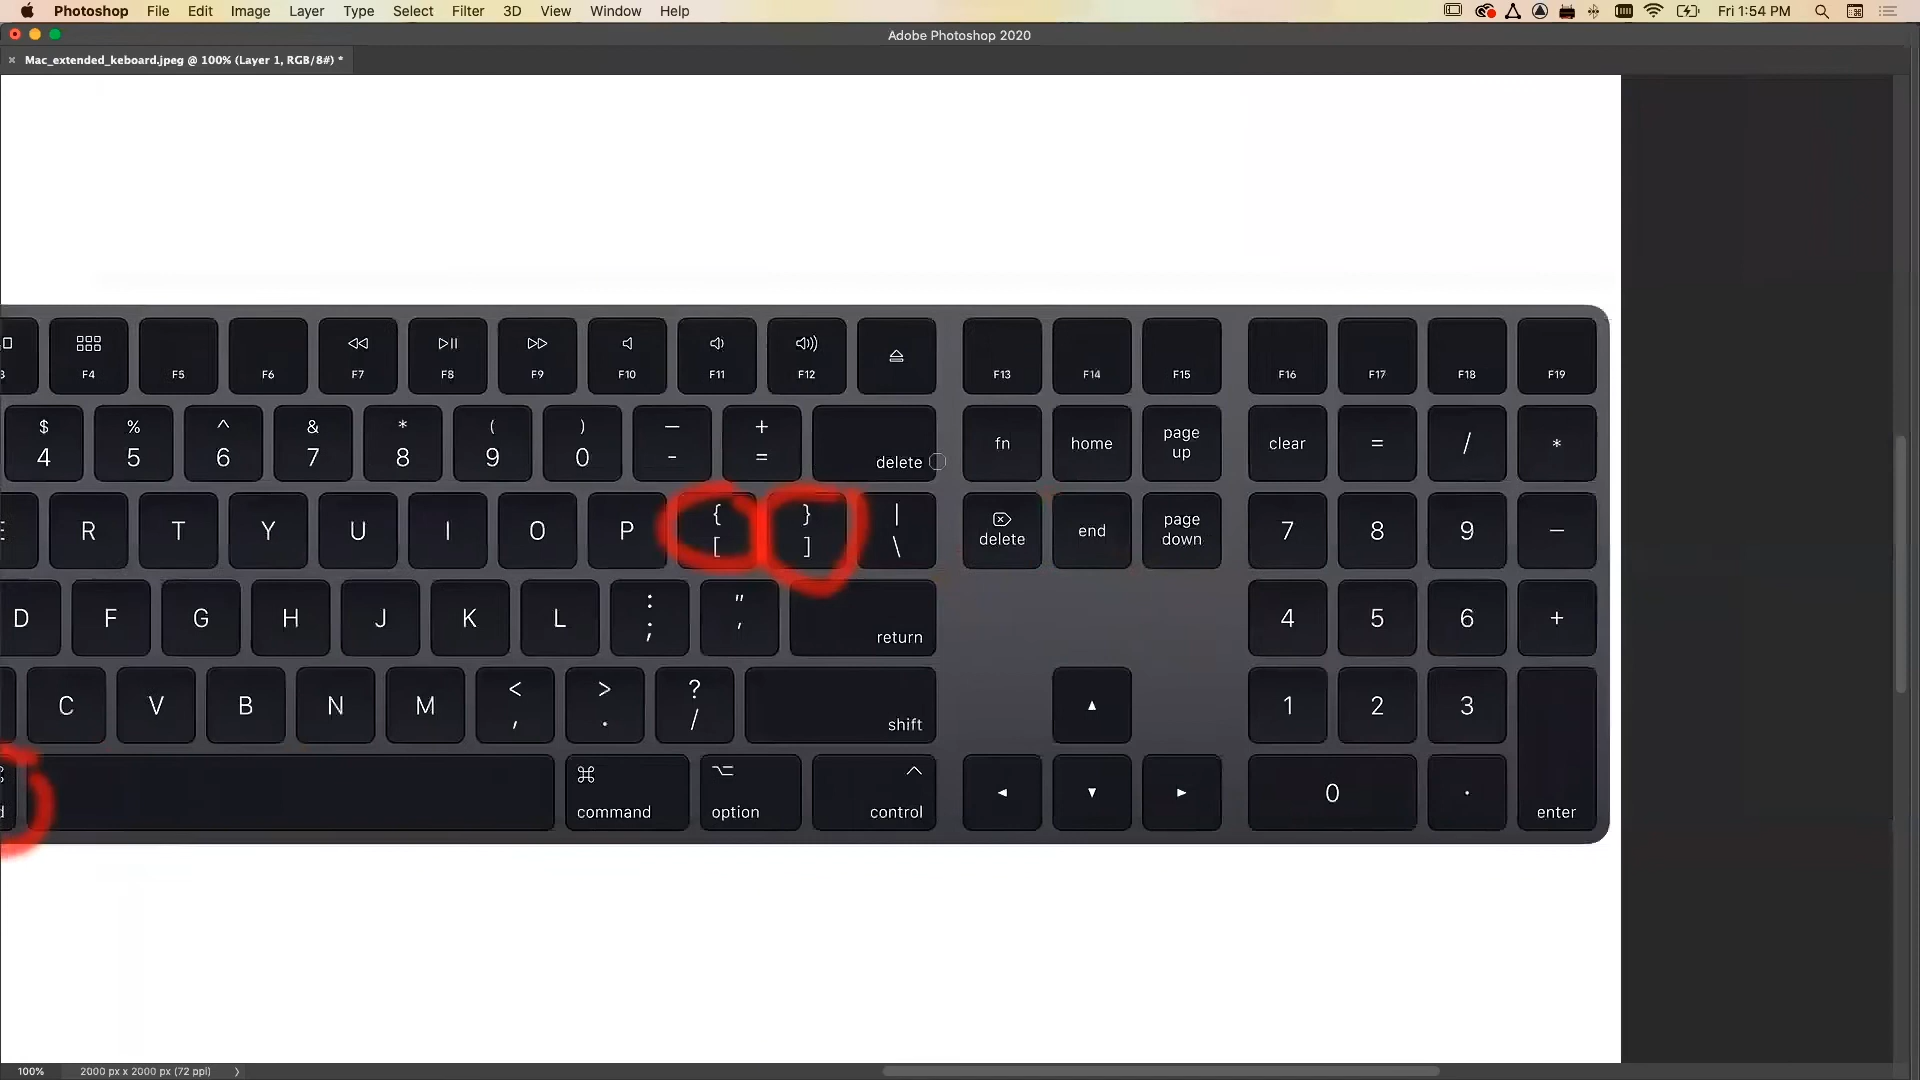 Photoshop File Edit Image Layer Type Select Filter 3D View Window Help Fri 1:54 PM
Adobe Photoshop 2020
× Mac_extended_keboard.jpeg @ 100% (Layer 1, RGB/8#) *
3 F4 F5 F6 F7 F8 F9 F10 F11 F12 F13 F14 F15 F16 F17 F18 F19
$ % ^ & * ( ) — +
4 5 6 7 8 9 0 - = delete fn home page up clear = / *
{ } |
E R T Y U I O P [ ] \ delete end page down 7 8 9 −
: "
D F G H J K L ; ' return 4 5 6 +
< > ?
C V B N M , . / shift ▲ 1 2 3
⌘ ⌥ ^
d command option control ◄ ▼ ► 0 . enter
100% 2000 px x 2000 px (72 ppi) >